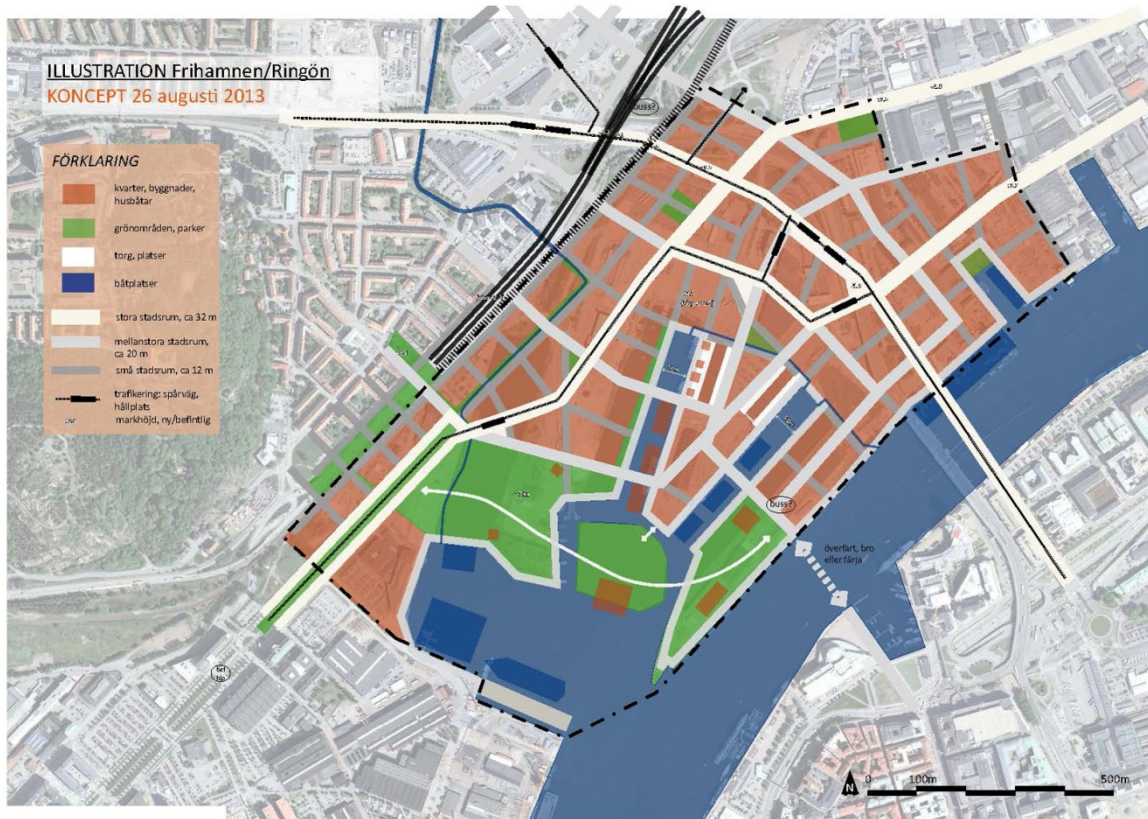 ILLUSTRATION Frihamnen/Ringön
KONCEPT 26 augusti 2013
FÖRKLARING
kvarter, byggnader,
husbåtar
grönområden, parker
torg, platser
båtplatser
stora stadsrum, ca 32 m
mellanstora stadsrum,
ca 20 m
små stadsrum, ca 12 m
trafikering: spårväg,
hållplats
markhöjd, ny/befintlig
buss?
buss?
överfart, bro
eller färja
N
0
100m
500m